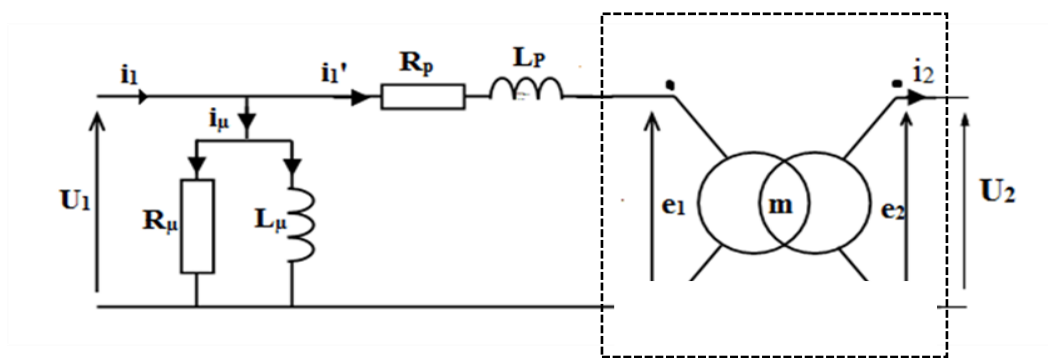 i1 i1' Rp LP i2
iμ
U1 Rμ Lμ e1 m e2 U2